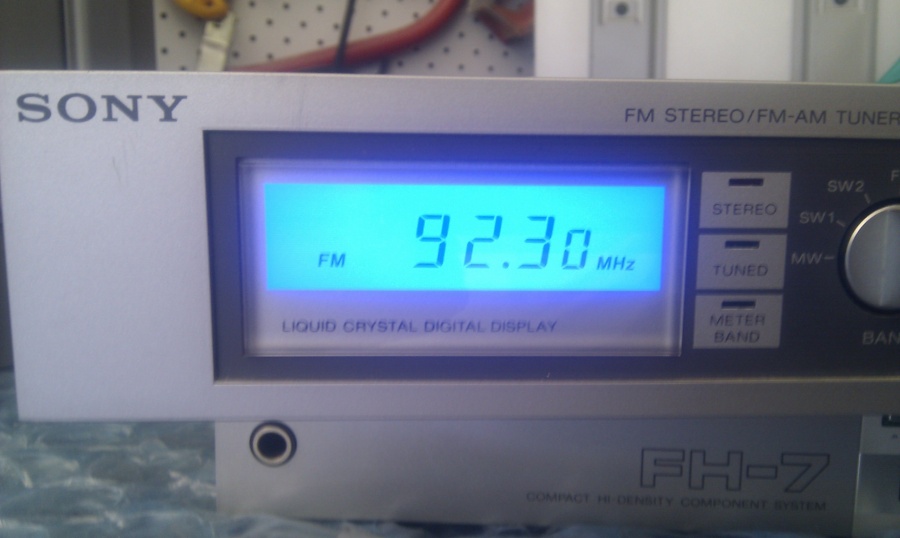 SONY
FM STEREO/FM-AM TUNER
FM 92.30 MHz
LIQUID CRYSTAL DIGITAL DISPLAY
STEREO
TUNED
METER
BAND
SW2
SW1
MW
FH-7
COMPACT HI-DENSITY COMPONENT SYSTEM